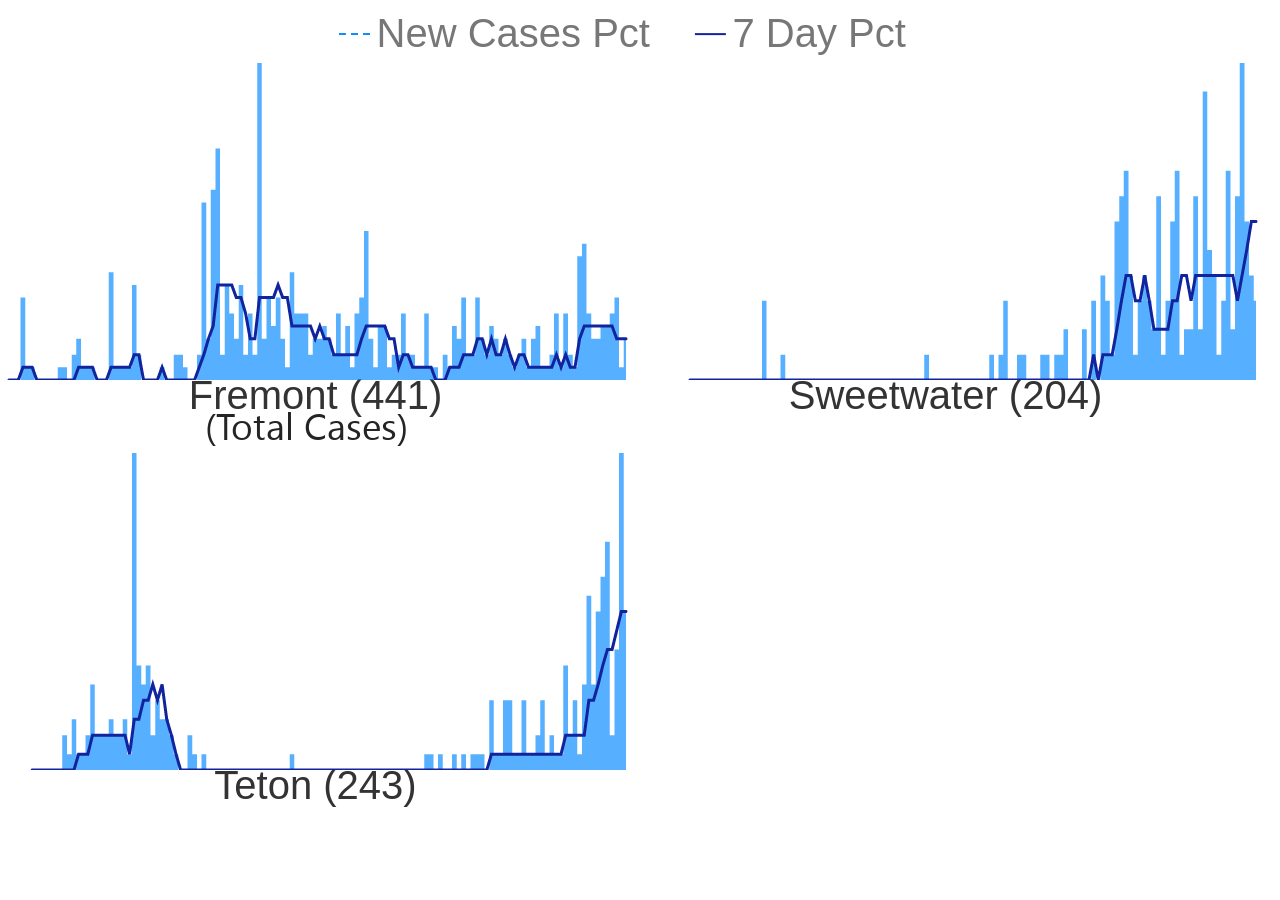 New Cases Pct 7 Day Pct
Fremont (441)
(Total Cases)
Sweetwater (204)
Teton (243)